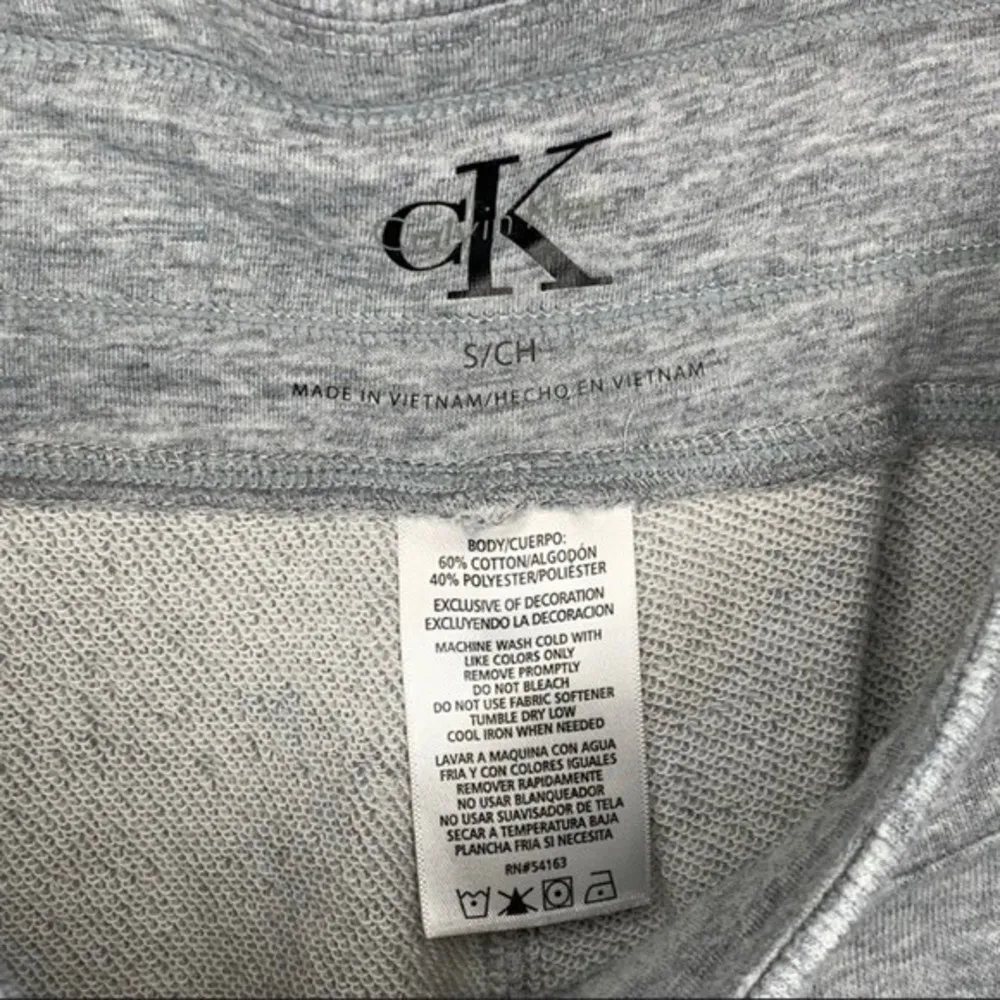 CK
Calvin Klein
S/CH
MADE IN VIETNAM/HECHO EN VIETNAM
BODY/CUERPO:
60% COTTON/ALGODÓN
40% POLYESTER/POLIÉSTER
EXCLUSIVE OF DECORATION
EXCLUYENDO LA DECORACION
MACHINE WASH COLD WITH
LIKE COLORS ONLY
REMOVE PROMPTLY
DO NOT BLEACH
DO NOT USE FABRIC SOFTENER
TUMBLE DRY LOW
COOL IRON WHEN NEEDED
LAVAR A MAQUINA CON AGUA
FRIA Y CON COLORES IGUALES
REMOVER RAPIDAMENTE
NO USAR BLANQUEADOR
NO USAR SUAVISADOR DE TELA
SECAR A TEMPERATURA BAJA
PLANCHA FRIA SI NECESITA
RN#54163